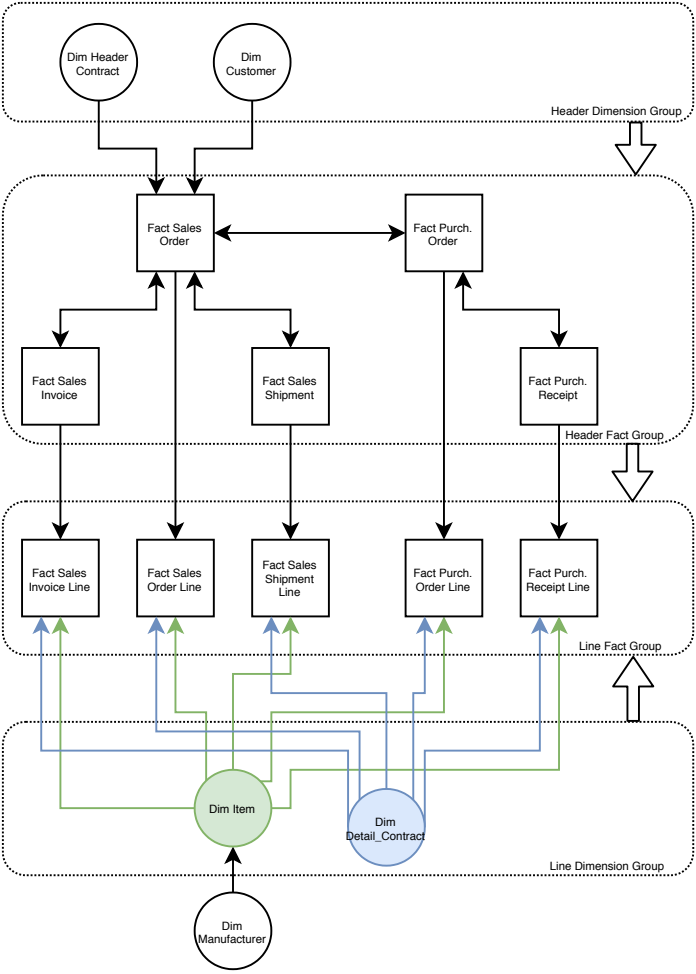 Dim Header
Contract
Dim
Customer
Header Dimension Group
Fact Sales
Order
Fact Purch.
Order
Fact Sales
Invoice
Fact Sales
Shipment
Fact Purch.
Receipt
Header Fact Group
Fact Sales
Invoice Line
Fact Sales
Order Line
Fact Sales
Shipment
Line
Fact Purch.
Order Line
Fact Purch.
Receipt Line
Line Fact Group
Dim Item
Dim
Detail_Contract
Line Dimension Group
Dim
Manufacturer